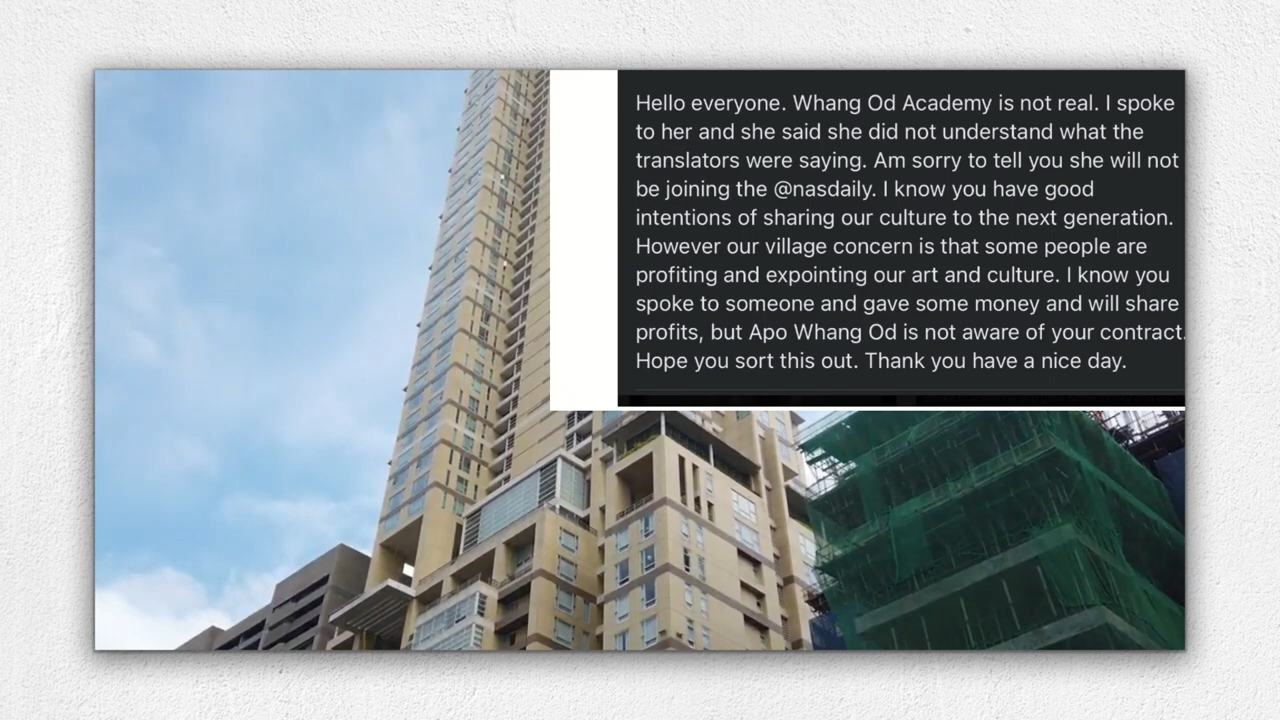 Hello everyone. Whang Od Academy is not real. I spoke
to her and she said she did not understand what the
translators were saying. Am sorry to tell you she will not
be joining the @nasdaily. I know you have good
intentions of sharing our culture to the next generation.
However our village concern is that some people are
profiting and expointing our art and culture. I know you
spoke to someone and gave some money and will share
profits, but Apo Whang Od is not aware of your contract.
Hope you sort this out. Thank you have a nice day.